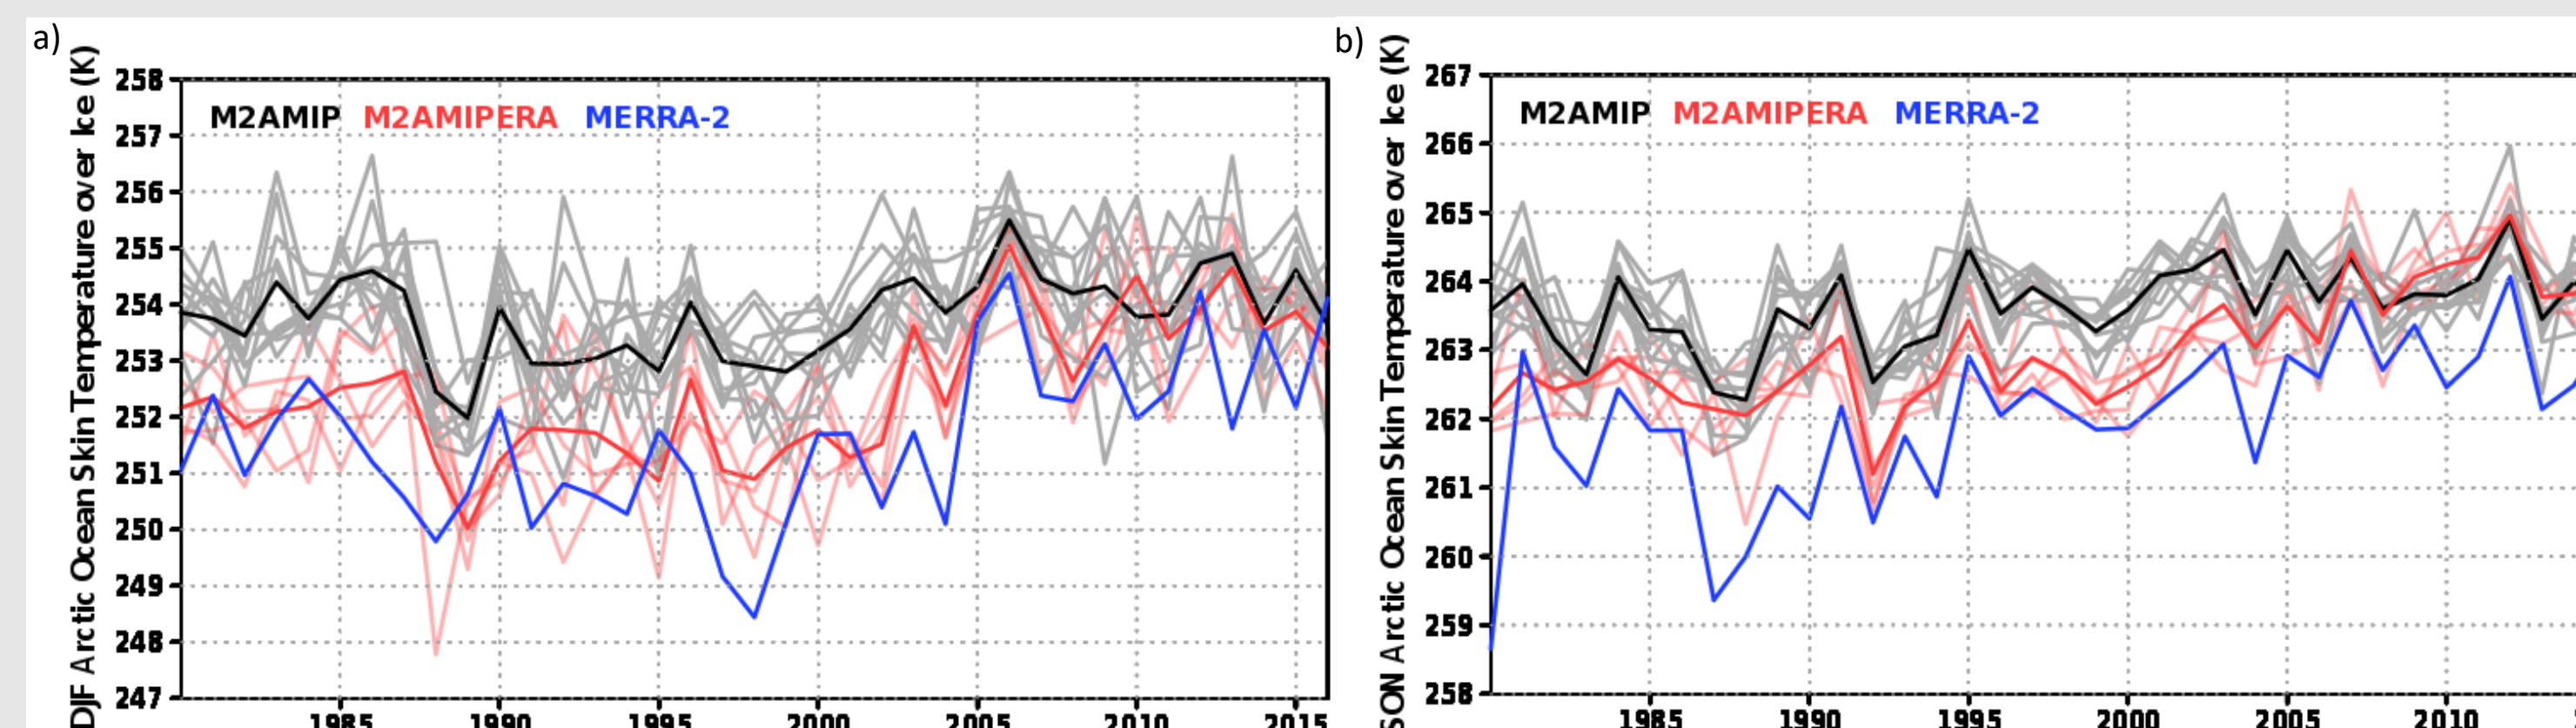 a)
DJF Arctic Ocean Skin Temperature over Ice (K)
258
257
256
255
254
253
252
251
250
249
248
247
M2AMIP M2AMIPERA MERRA-2
1985 1990 1995 2000 2005 2010 2015
b)
SON Arctic Ocean Skin Temperature over Ice (K)
267
266
265
264
263
262
261
260
259
258
M2AMIP M2AMIPERA MERRA-2
1985 1990 1995 2000 2005 2010